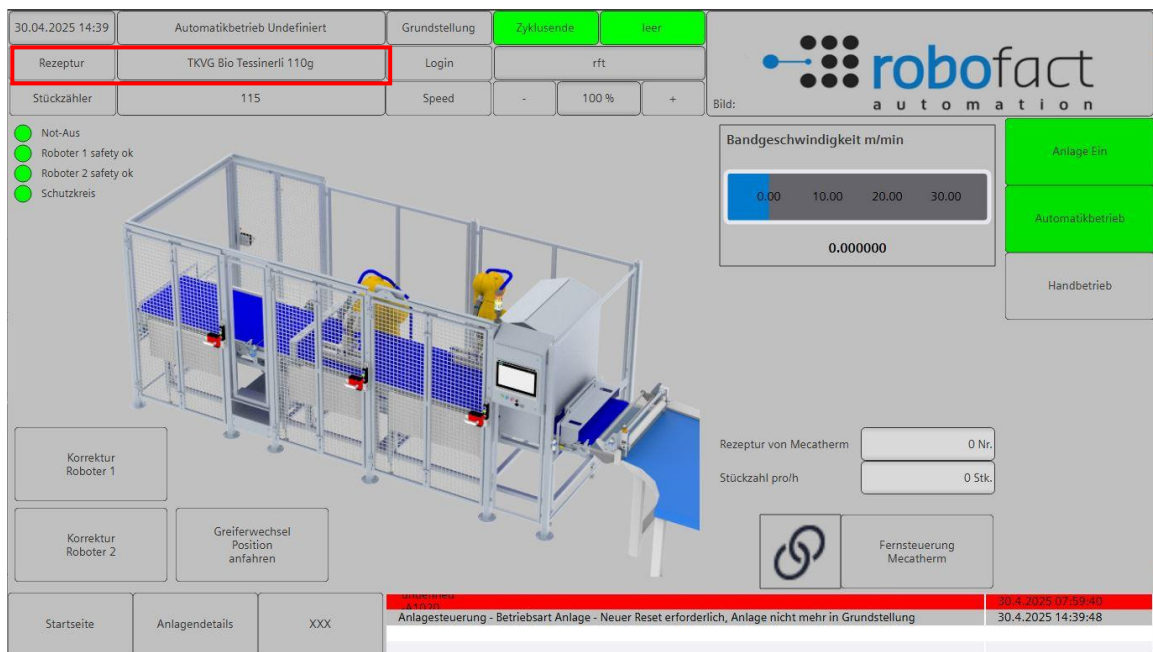 30.04.2025 14:39
Automatikbetrieb Undefiniert
Grundstellung
Zyklusende
leer
Rezeptur
TKVG Bio Tessinerli 110g
Login
rft
Stückzähler
115
Speed
-
100 %
+
Bild:
robofact
automation
Not-Aus
Roboter 1 safety ok
Roboter 2 safety ok
Schutzkreis
Bandgeschwindigkeit m/min
0.00 10.00 20.00 30.00
0.000000
Anlage Ein
Automatikbetrieb
Handbetrieb
Rezeptur von Mecatherm
0 Nr.
Stückzahl pro/h
0 Stk.
Korrektur
Roboter 1
Korrektur
Roboter 2
Greiferwechsel
Position
anfahren
Fernsteuerung
Mecatherm
Startseite
Anlagendetails
XXX
undefined
-A1020
30.4.2025 07:59:40
Anlagesteuerung - Betriebsart Anlage - Neuer Reset erforderlich, Anlage nicht mehr in Grundstellung
30.4.2025 14:39:48